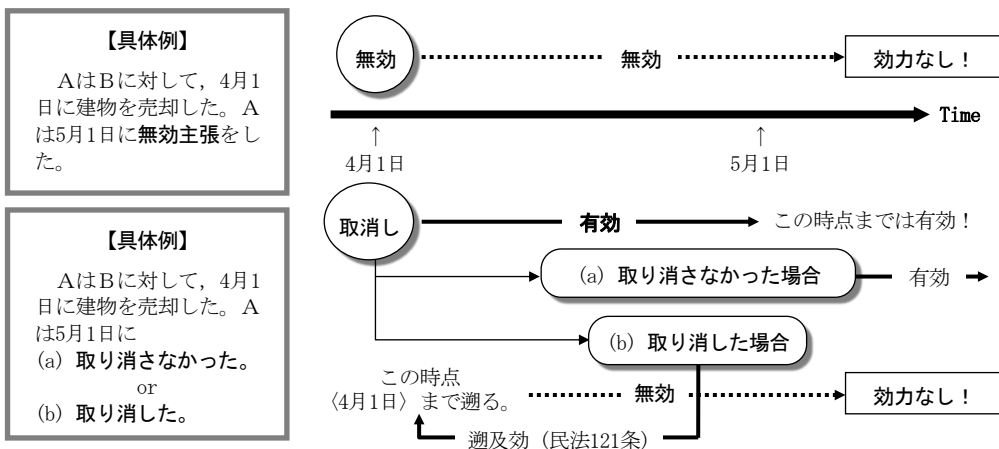 【具体例】
AはBに対して，4月1
日に建物を売却した。A
は5月1日に無効主張をし
た。
無効
無効
効力なし！
Time
↑
↑
4月1日
5月1日
【具体例】
AはBに対して，4月1
日に建物を売却した。A
は5月1日に
(a) 取り消さなかった。
or
(b) 取り消した。
取消し
有効
この時点までは有効！
(a) 取り消さなかった場合
有効
(b) 取り消した場合
この時点
〈4月1日〉まで遡る。
無効
効力なし！
遡及効（民法121条）